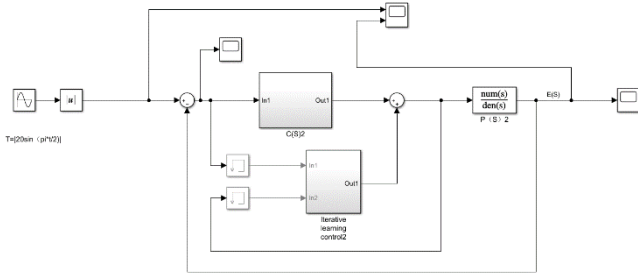 |u|
T=|20sin（pi*t/2)|
In1
Out1
C(S)2
In1
In2
Out1
Iterative
learning
control2
num(s)
den(s)
P（S）2
E(S)